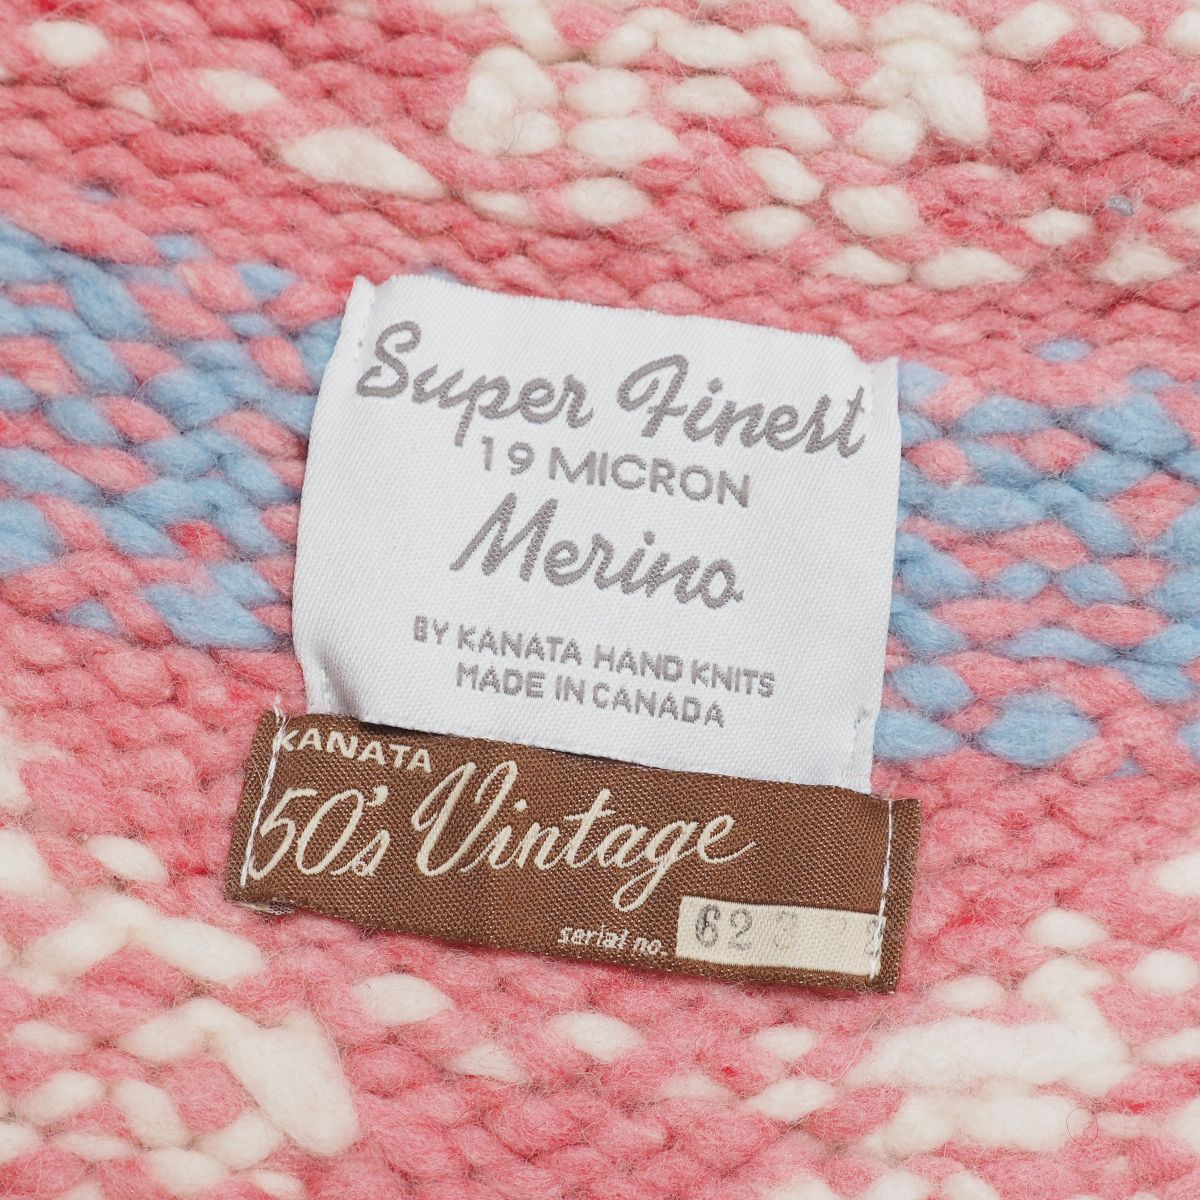 Super Finest
19 MICRON
Merino
BY KANATA HAND KNITS
MADE IN CANADA
KANATA
50's Vintage
serial no.